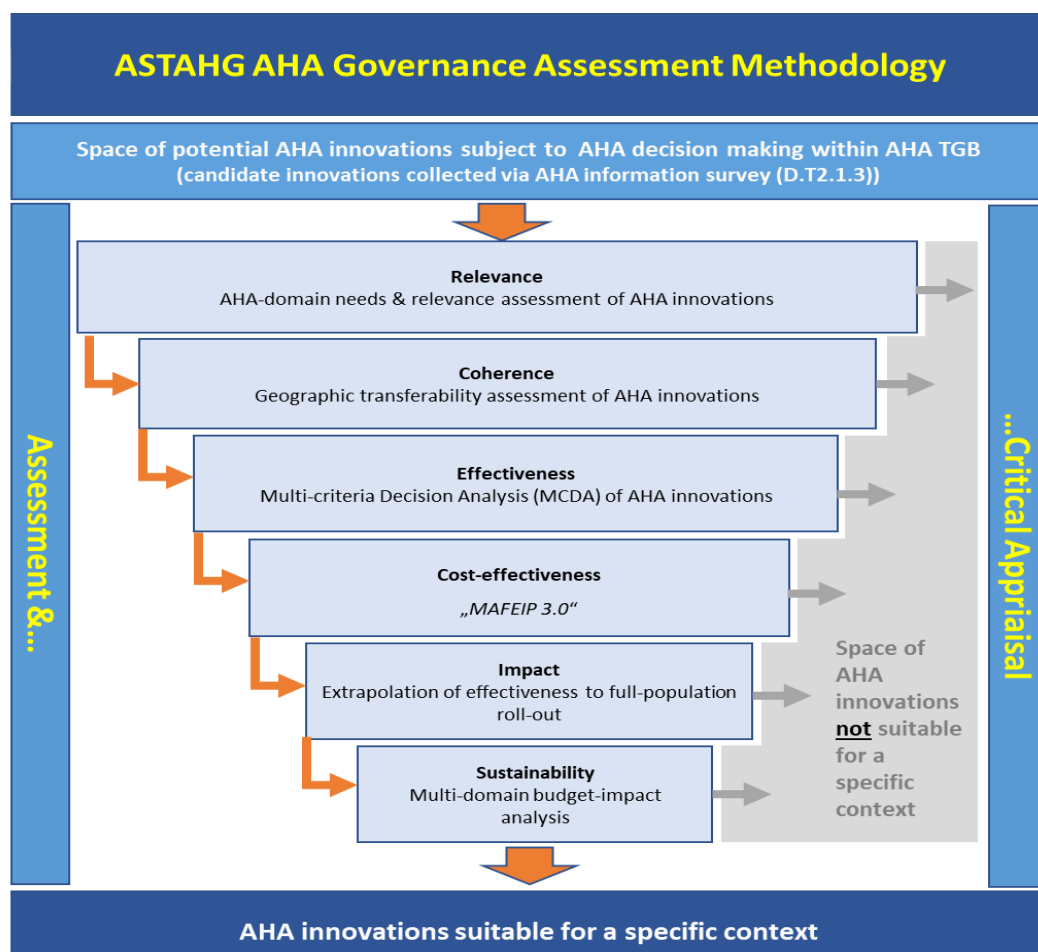 ASTAHG AHA Governance Assessment Methodology
Space of potential AHA innovations subject to AHA decision making within AHA TGB
(candidate innovations collected via AHA information survey (D.T2.1.3))
Assessment &...
Relevance
AHA-domain needs & relevance assessment of AHA innovations
Coherence
Geographic transferability assessment of AHA innovations
Effectiveness
Multi-criteria Decision Analysis (MCDA) of AHA innovations
Cost-effectiveness
„MAFEIP 3.0“
Impact
Extrapolation of effectiveness to full-population
roll-out
Sustainability
Multi-domain budget-impact
analysis
Space of
AHA
innovations
not suitable
for a
specific
context
...Critical Appriaisal
AHA innovations suitable for a specific context